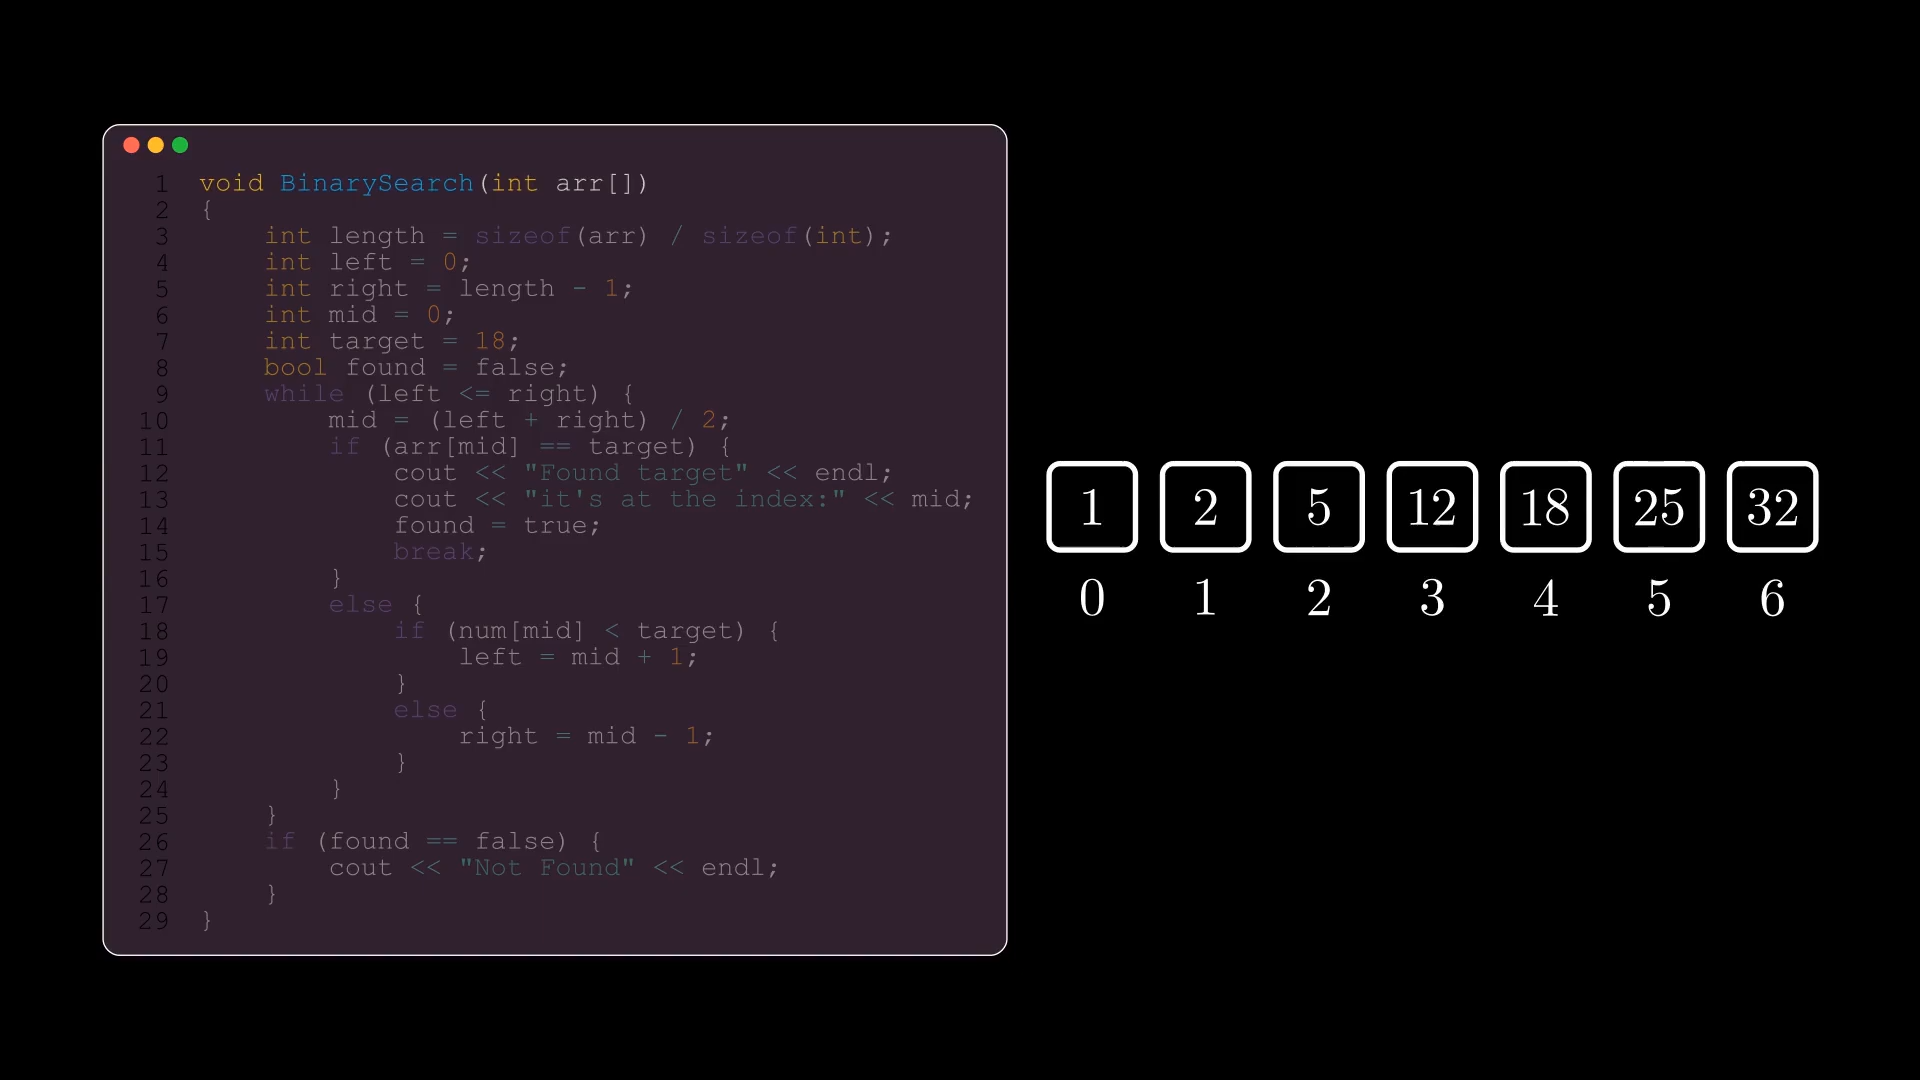 1 void BinarySearch(int arr[])
2 {
3 int length = sizeof(arr) / sizeof(int);
4 int left = 0;
5 int right = length - 1;
6 int mid = 0;
7 int target = 18;
8 bool found = false;
9 while (left <= right) {
10 mid = (left + right) / 2;
11 if (arr[mid] == target) {
12 cout << "Found target" << endl;
13 cout << "it's at the index:" << mid;
14 found = true;
15 break;
16 }
17 else {
18 if (num[mid] < target) {
19 left = mid + 1;
20 }
21 else {
22 right = mid - 1;
23 }
24 }
25 }
26 if (found == false) {
27 cout << "Not Found" << endl;
28 }
29 }
1 2 5 12 18 25 32
0 1 2 3 4 5 6